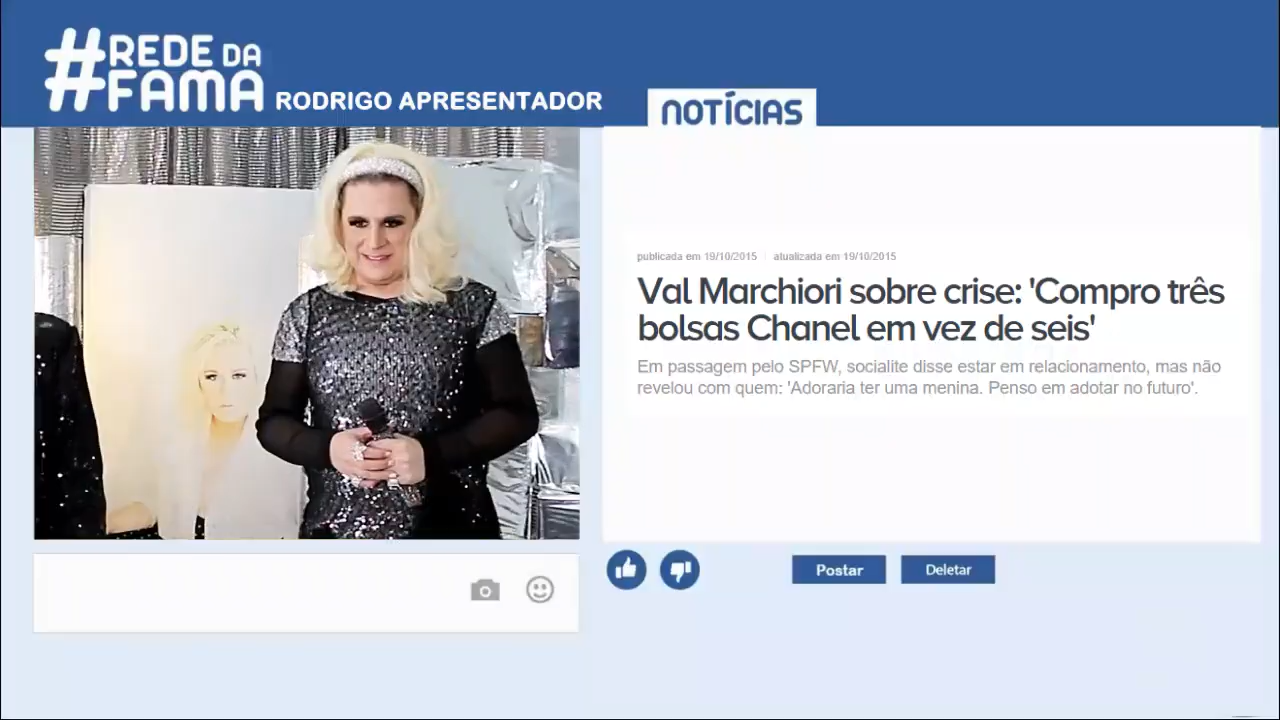 #REDE DA
FAMA
RODRIGO APRESENTADOR
NOTÍCIAS
publicada em 19/10/2015 | atualizada em 19/10/2015
Val Marchiori sobre crise: 'Compro três
bolsas Chanel em vez de seis'
Em passagem pelo SPFW, socialite disse estar em relacionamento, mas não
revelou com quem: 'Adoraria ter uma menina. Penso em adotar no futuro'.
Postar
Deletar